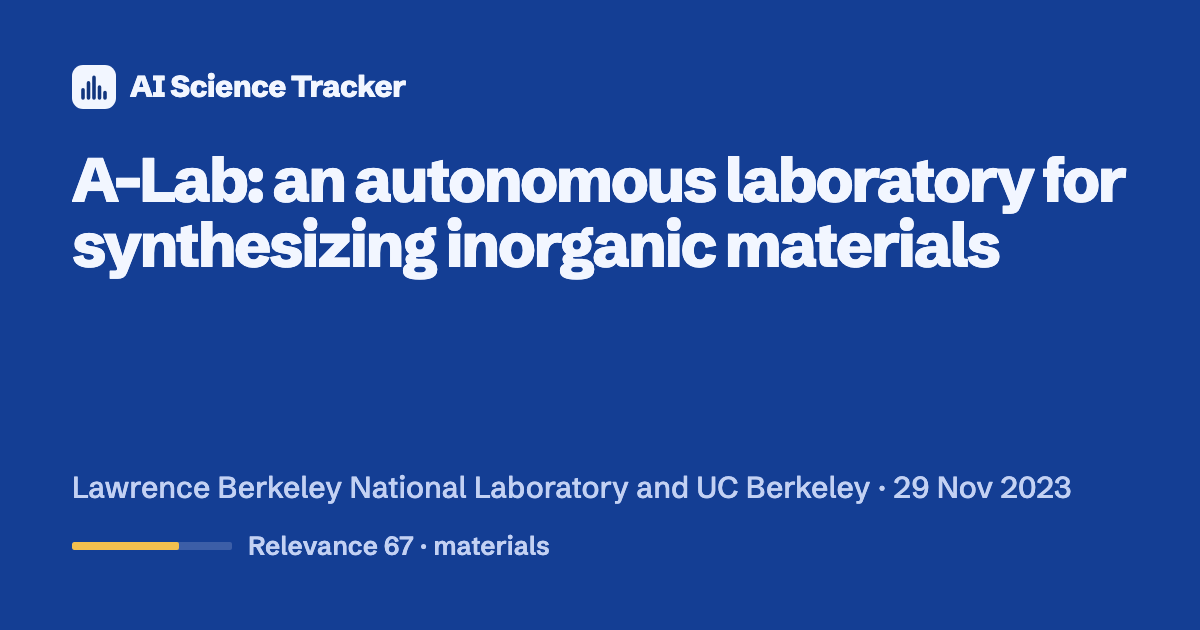 AI Science Tracker
A-Lab: an autonomous laboratory for
synthesizing inorganic materials
Lawrence Berkeley National Laboratory and UC Berkeley · 29 Nov 2023
Relevance 67 · materials